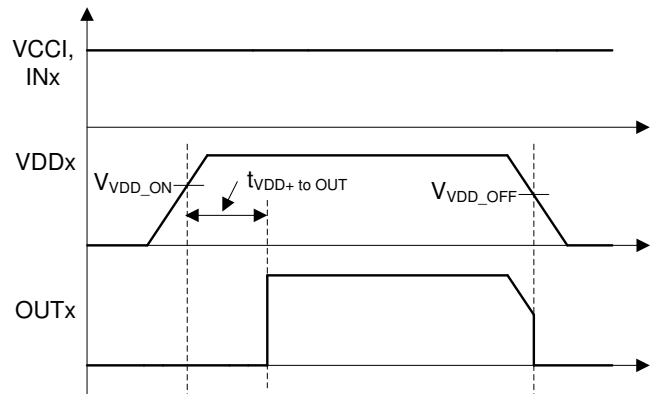 VCCI,
INx
VDDx
VVDD_ON
tVDD+ to OUT
VVDD_OFF
OUTx